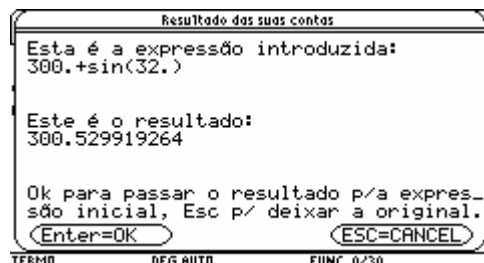 Resultado das suas contas
Esta é a expressão introduzida:
300.+sin(32.)
Este é o resultado:
300.529919264
Ok para passar o resultado p/a expres_
são inicial, Esc p/ deixar a original.
Enter=OK ESC=CANCEL
TERMO DEG AUTO FUNC 0/30